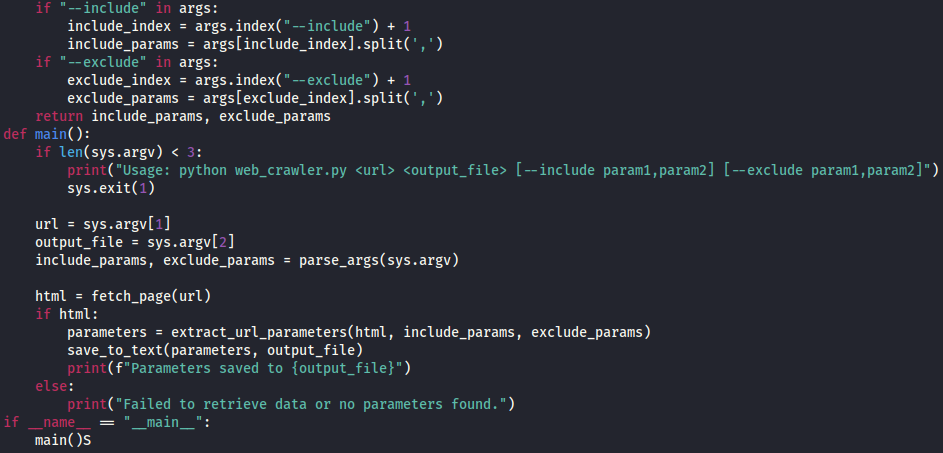 if "--include" in args:
        include_index = args.index("--include") + 1
        include_params = args[include_index].split(',')
    if "--exclude" in args:
        exclude_index = args.index("--exclude") + 1
        exclude_params = args[exclude_index].split(',')
    return include_params, exclude_params
def main():
    if len(sys.argv) < 3:
        print("Usage: python web_crawler.py <url> <output_file> [--include param1,param2] [--exclude param1,param2]")
        sys.exit(1)

    url = sys.argv[1]
    output_file = sys.argv[2]
    include_params, exclude_params = parse_args(sys.argv)

    html = fetch_page(url)
    if html:
        parameters = extract_url_parameters(html, include_params, exclude_params)
        save_to_text(parameters, output_file)
        print(f"Parameters saved to {output_file}")
    else:
        print("Failed to retrieve data or no parameters found.")
if __name__ == "__main__":
    main()S